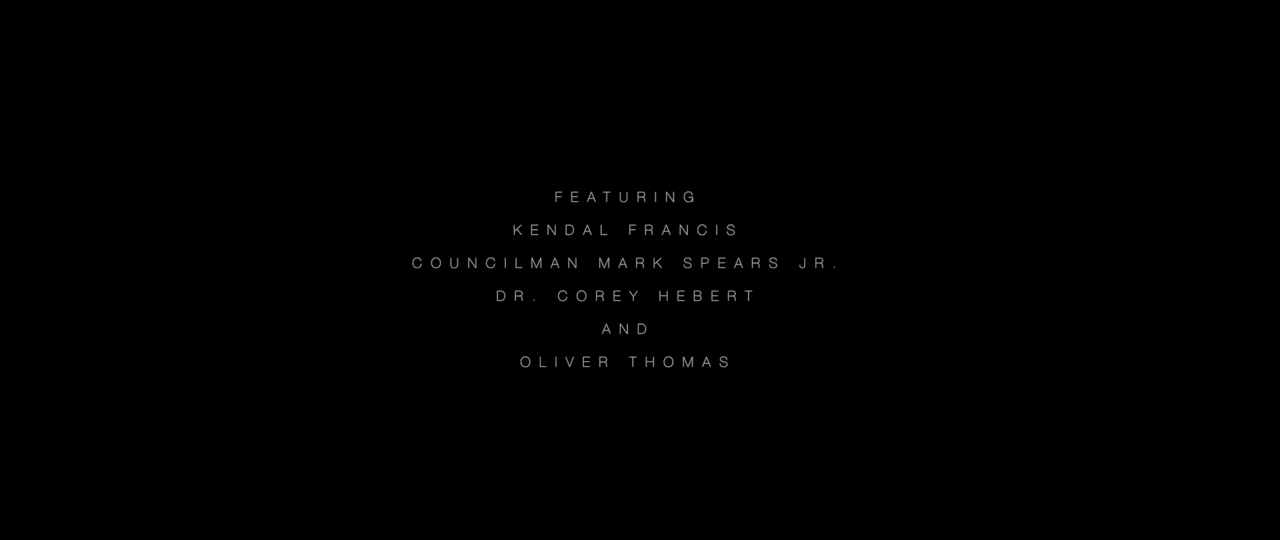 FEATURING
KENDAL FRANCIS
COUNCILMAN MARK SPEARS JR.
DR. COREY HEBERT
AND
OLIVER THOMAS